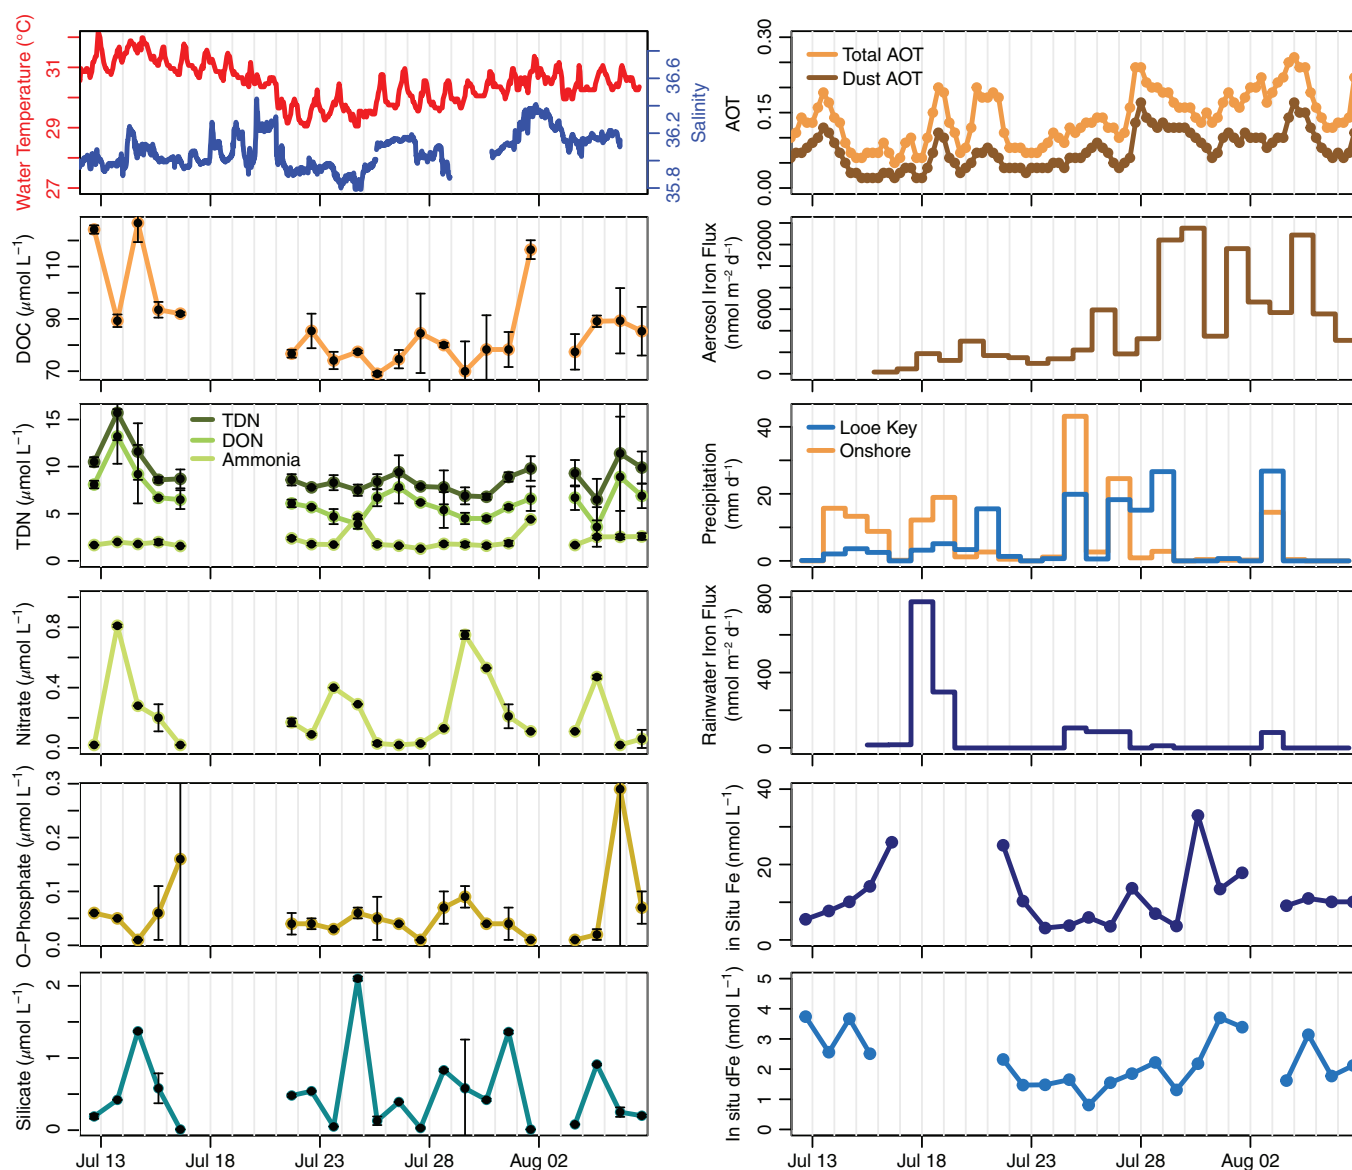 Water Temperature (°C)
31
29
27
36.6
36.2
35.8
Salinity
DOC (μmol L⁻¹)
110
90
70
TDN (μmol L⁻¹)
15
10
5
0
TDN
DON
Ammonia
Nitrate (μmol L⁻¹)
0.8
0.4
0.0
O−Phosphate (μmol L⁻¹)
0.3
0.2
0.1
0.0
Silicate (μmol L⁻¹)
2
1
0
Jul 13
Jul 18
Jul 23
Jul 28
Aug 02
AOT
0.30
0.15
0.00
Total AOT
Dust AOT
Aerosol Iron Flux
(nmol m⁻² d⁻¹)
12000
6000
0
Precipitation
(mm d⁻¹)
40
20
0
Looe Key
Onshore
Rainwater Iron Flux
(nmol m⁻² d⁻¹)
800
400
0
In Situ Fe (nmol L⁻¹)
40
20
0
In situ dFe (nmol L⁻¹)
5
4
3
2
1
0
Jul 13
Jul 18
Jul 23
Jul 28
Aug 02